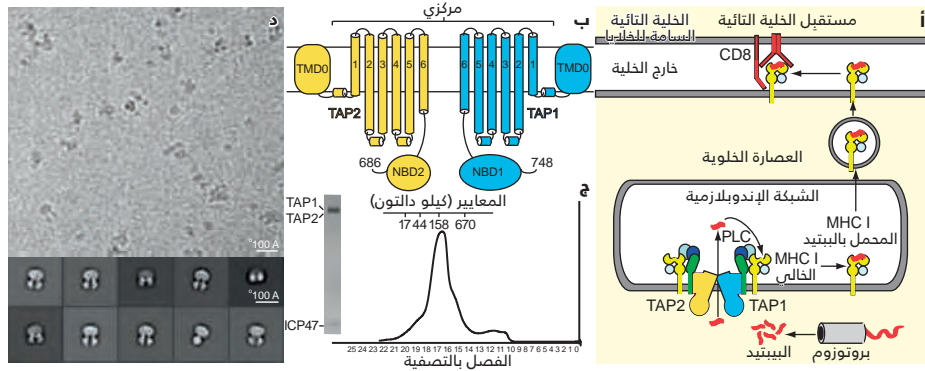 أ
الخلية التائية
السامة للخلايا
مستقبِل الخلية التائية
CD8
خارج الخلية
العصارة الخلوية
الشبكة الإندوبلازمية
MHC I
المحمل بالببتيد
PLC
MHC I
الخالي
TAP2
TAP1
الببتيد
بروتوزوم
ب
مركزي
TMD0
1
2
3
4
5
6
6
5
4
3
2
1
TMD0
TAP2
TAP1
686
NBD2
NBD1
748
ج
المعايير (كيلو دالتون)
17 44 158 670
TAP1
TAP2
ICP47
25 24 23 22 21 20 19 18 17 16 15 14 13 12 11 10 9 8 7 6 5 4 3 2 1 0
الفصل بالتصفية
د
100 A°
100 A°